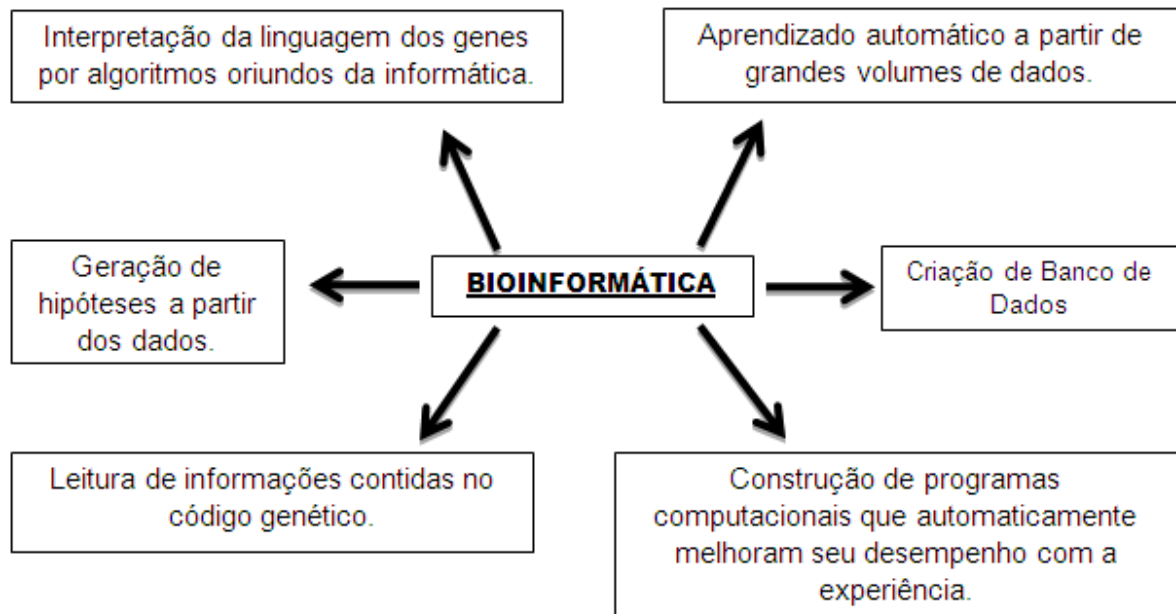 Interpretação da linguagem dos genes
por algoritmos oriundos da informática.
Aprendizado automático a partir de
grandes volumes de dados.
Geração de
hipóteses a partir
dos dados.
BIOINFORMÁTICA
Criação de Banco de
Dados
Leitura de informações contidas no
código genético.
Construção de programas
computacionais que automaticamente
melhoram seu desempenho com a
experiência.